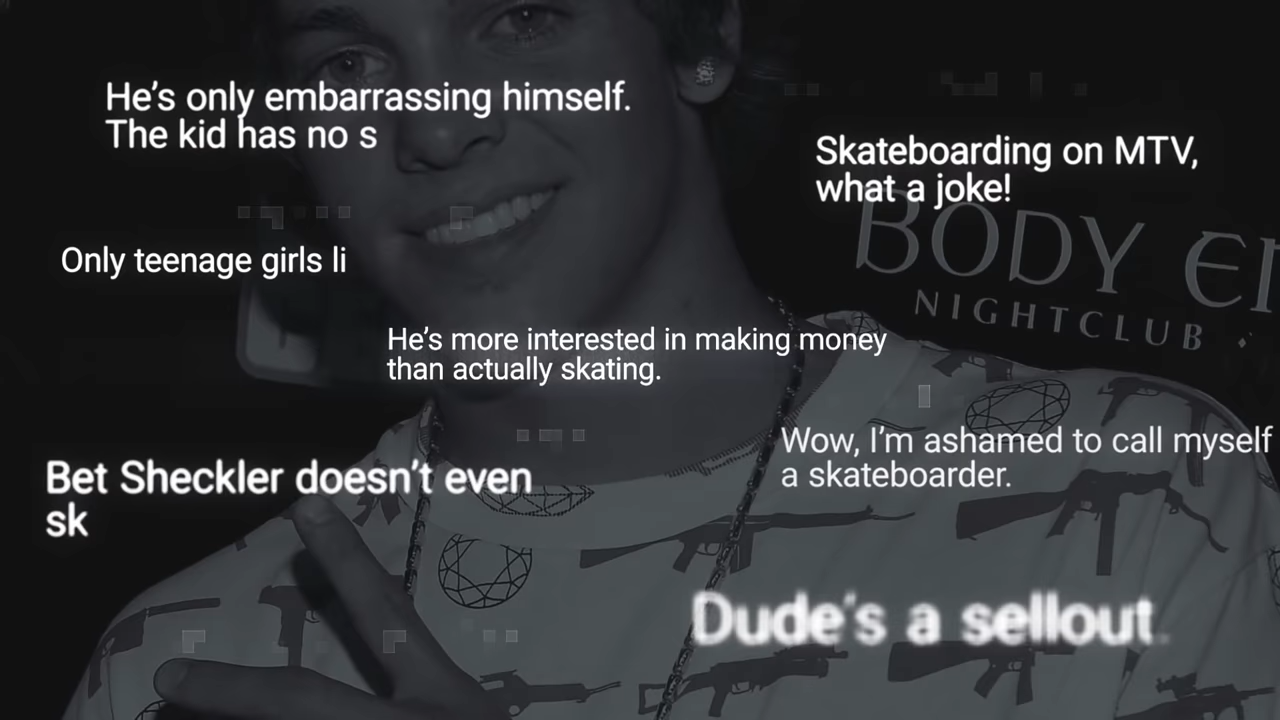 He’s only embarrassing himself.
The kid has no s
Skateboarding on MTV,
what a joke!
BODY
NIGHTCLUB
Only teenage girls li
He’s more interested in making money
than actually skating.
Wow, I’m ashamed to call myself
a skateboarder.
Bet Sheckler doesn’t even
sk
Dude's a sellout.